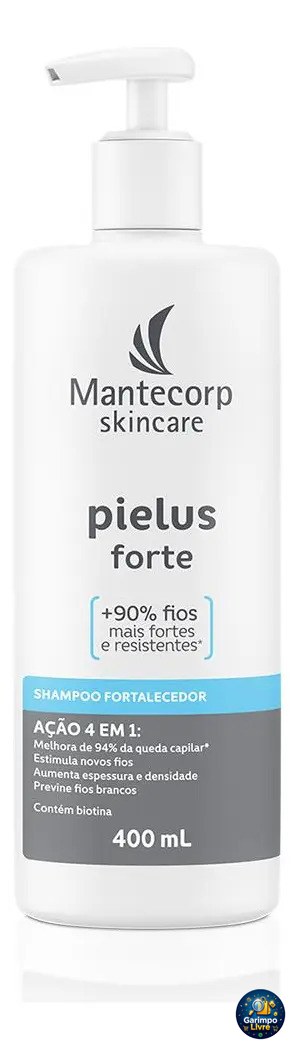 Mantecorp
skincare
pielus
forte
+90% fios
mais fortes
e resistentes*
SHAMPOO FORTALECEDOR
AÇÃO 4 EM 1:
Melhora de 94% da queda capilar*
Estimula novos fios
Aumenta espessura e densidade
Previne fios brancos
Contém biotina
400 mL
Garimpo
Livre